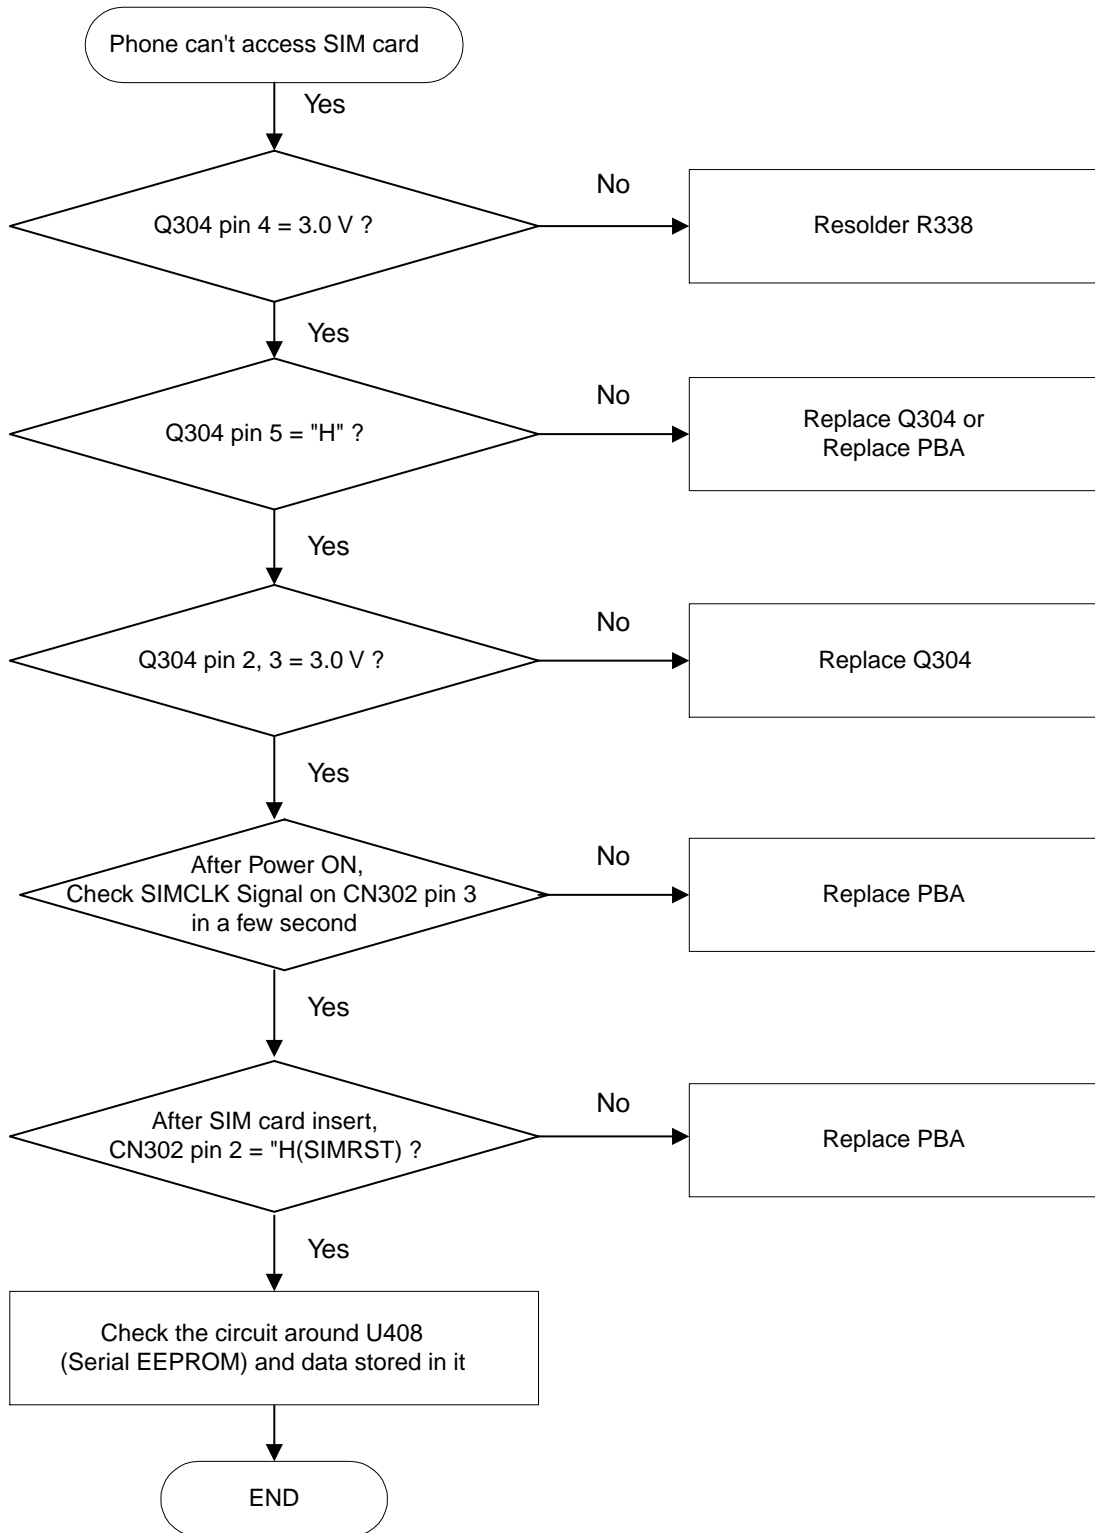 Phone can't access SIM card
Yes
Q304 pin 4 = 3.0 V ?
No
Resolder R338
Yes
Q304 pin 5 = "H" ?
No
Replace Q304 or
Replace PBA
Yes
Q304 pin 2, 3 = 3.0 V ?
No
Replace Q304
Yes
After Power ON,
Check SIMCLK Signal on CN302 pin 3
in a few second
No
Replace PBA
Yes
After SIM card insert,
CN302 pin 2 = "H(SIMRST) ?
No
Replace PBA
Yes
Check the circuit around U408
(Serial EEPROM) and data stored in it
END